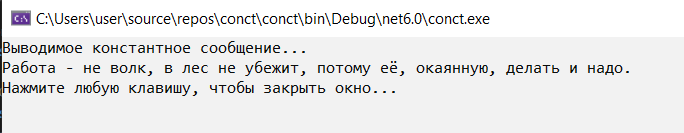 C:\Users\user\source\repos\conct\conct\bin\Debug\net6.0\conct.exe
Выводимое константное сообщение...
Работа - не волк, в лес не убежит, потому её, окаянную, делать и надо.
Нажмите любую клавишу, чтобы закрыть окно...